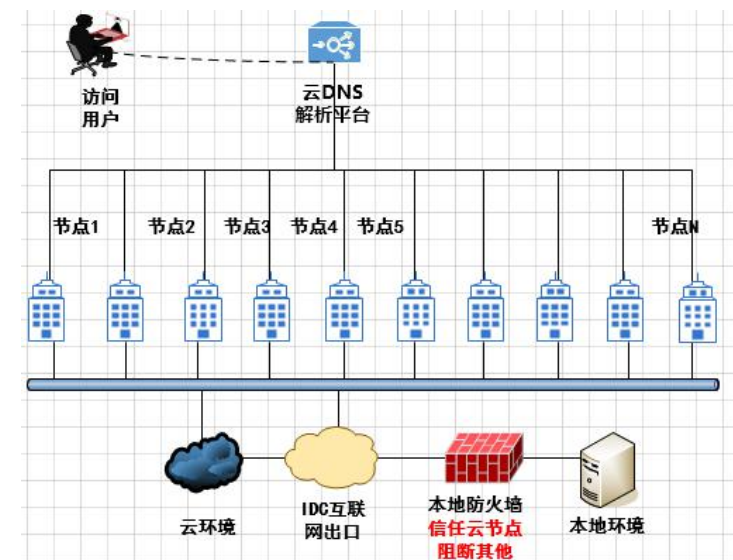 访问
用户
云DNS
解析平台
节点1
节点2
节点3
节点4
节点5
节点N
云环境
IDC互联
网出口
本地防火墙
信任云节点
阻断其他
本地环境